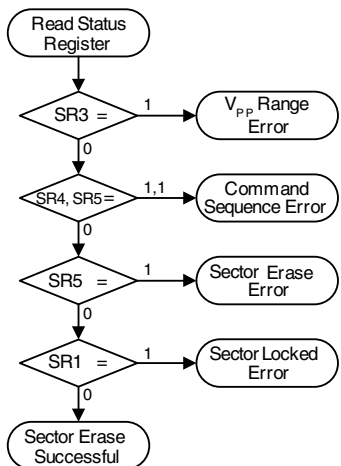 Read Status
Register
SR3 =
1
V_PP Range
Error
0
SR4, SR5=
1,1
Command
Sequence Error
0
SR5 =
1
Sector Erase
Error
0
SR1 =
1
Sector Locked
Error
0
Sector Erase
Successful